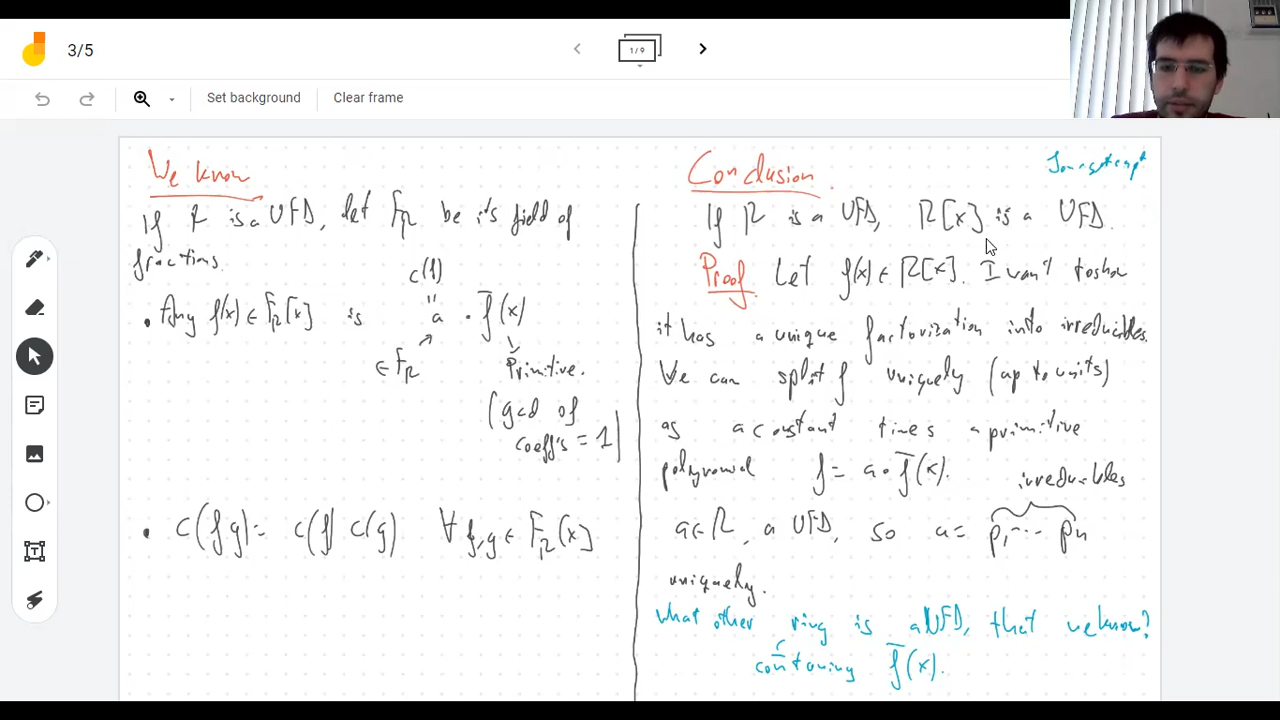 3/5
1/9
Set background
Clear frame
We know
If R is a UFD, let F_R be it's field of
fractions.
c(f)
"
• Any f(x) ∈ F_R[x] is a · f̄(x)
∈ F_R
Primitive.
(gcd of
coeff's = 1)
• c(fg) = c(f) c(g) ∀ f,g ∈ F_R[x]
Conclusion
If R is a UFD, R[x] is a UFD.
Proof Let f(x) ∈ R[x]. I want to show
it has a unique factorization into irreducibles.
We can split f uniquely (up to units)
as a constant times a primitive
polynomial f = a · f̄(x).
irreducibles
a ∈ R, a UFD, so a = p₁ ... pₙ
uniquely.
What other ring is a UFD, that we know?
containing f̄(x).